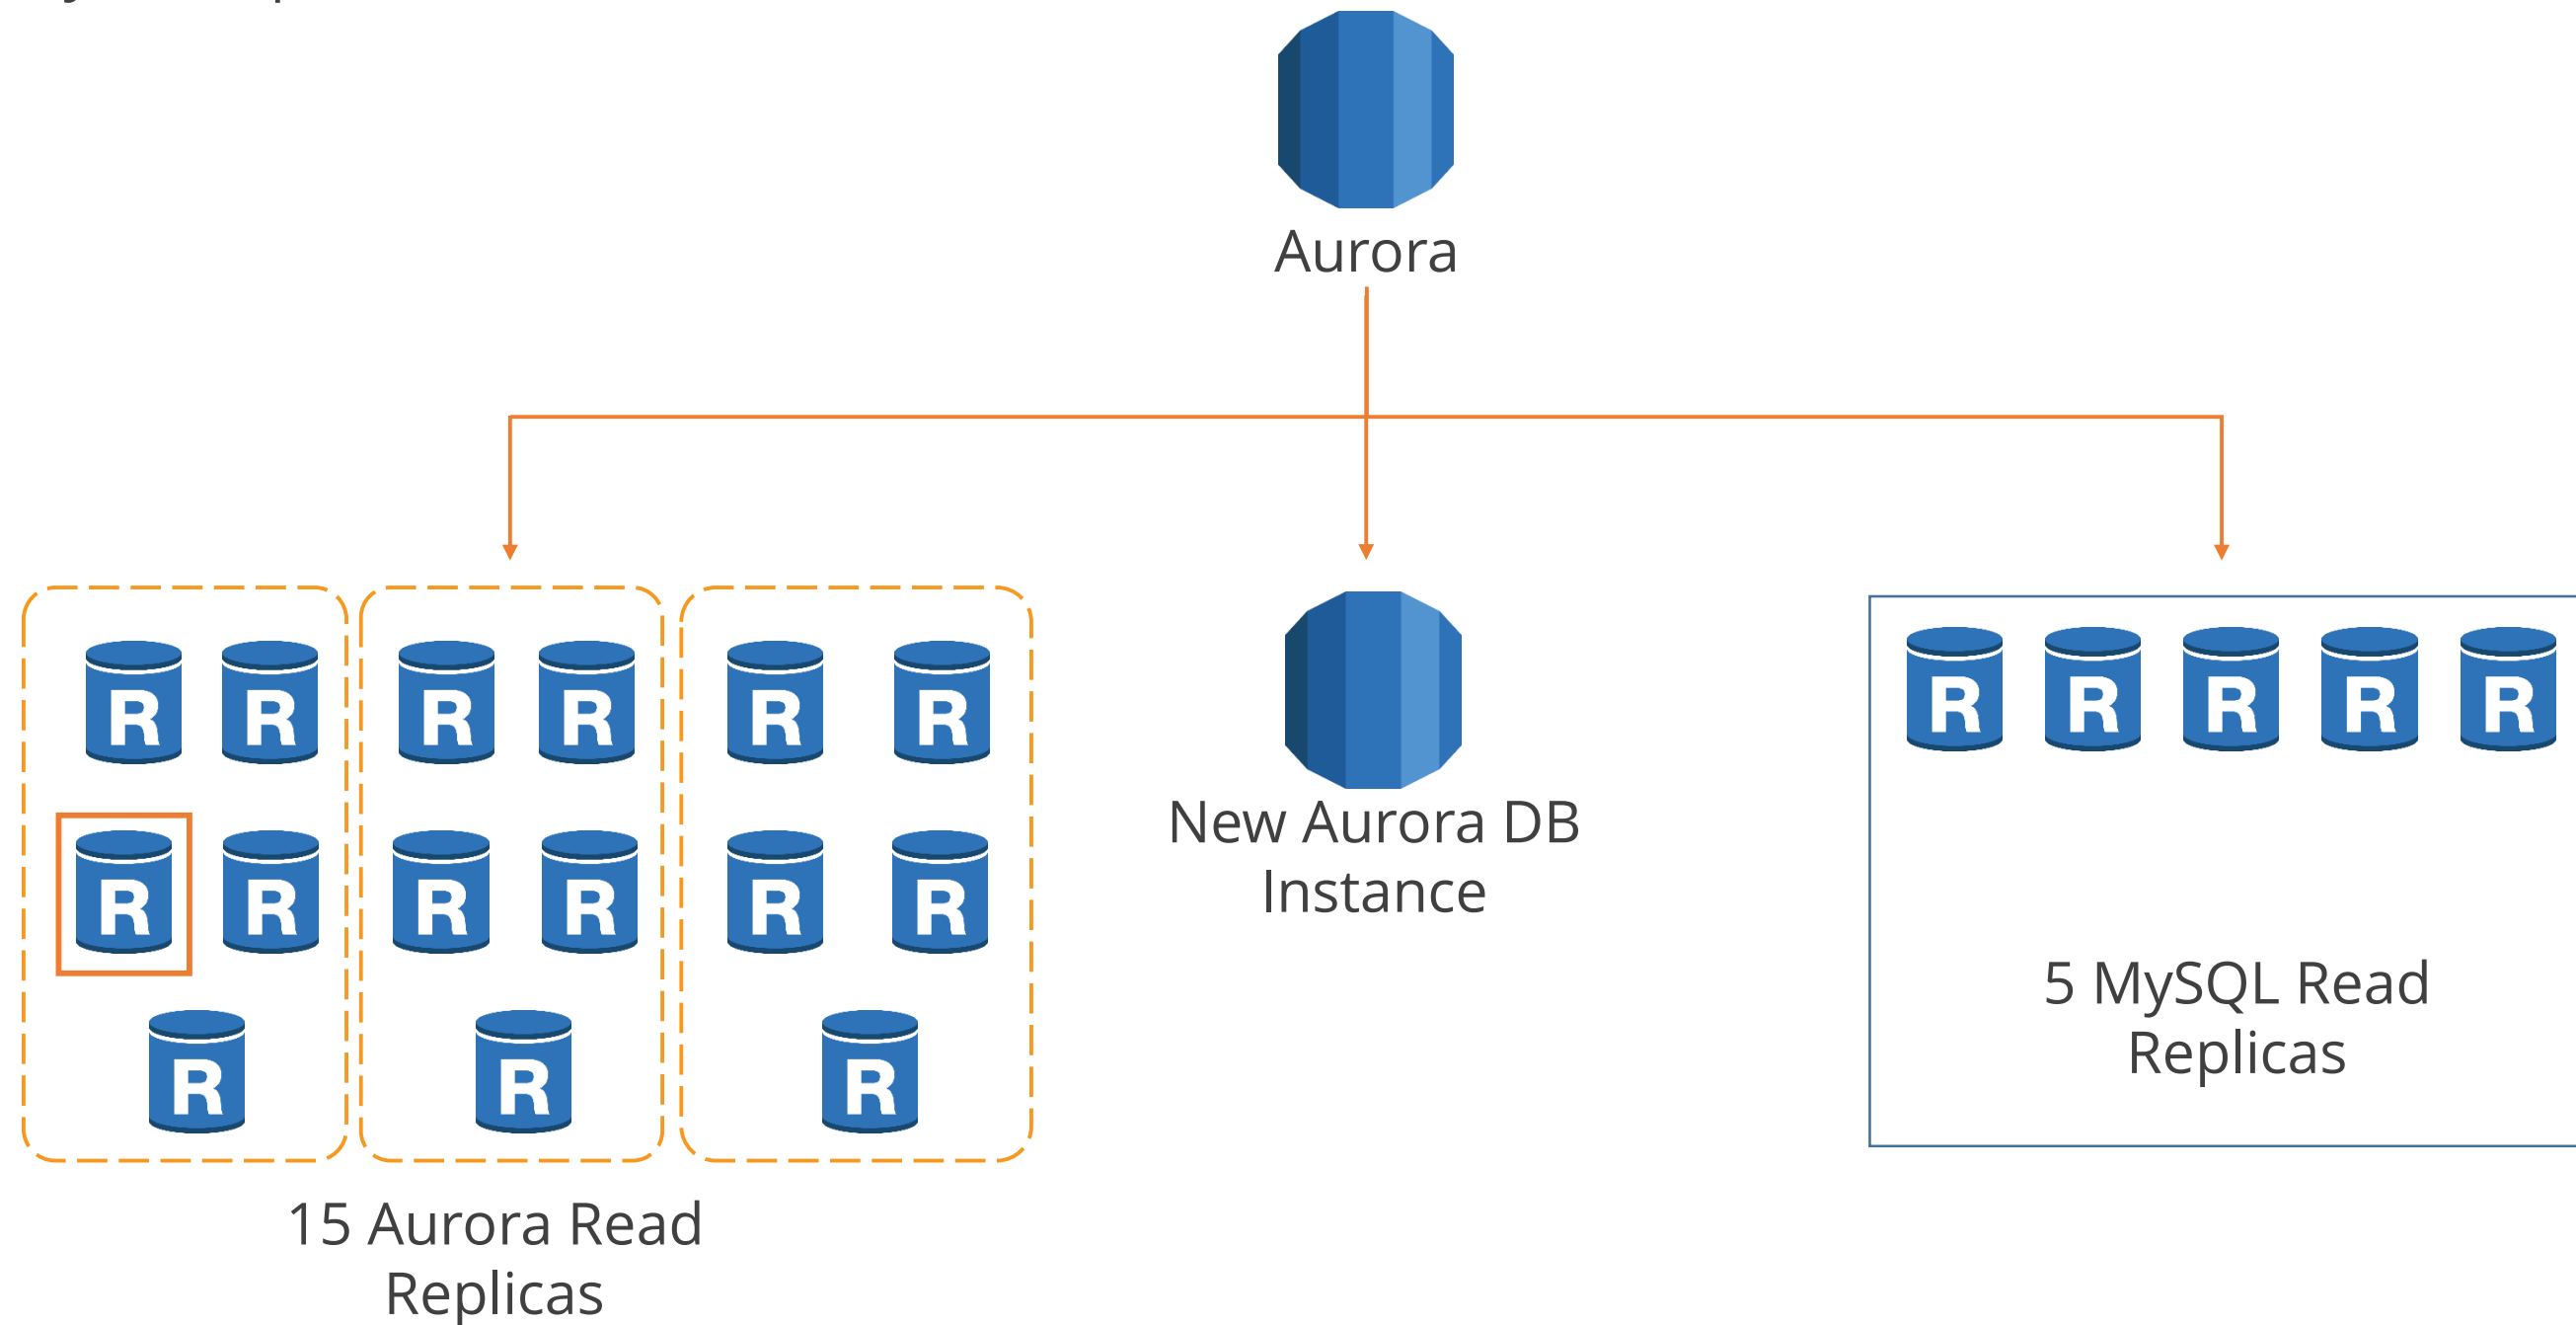 Aurora
R R R R R R
New Aurora DB
Instance
R R R R R
R R R R R R
R R R
5 MySQL Read
Replicas
15 Aurora Read
Replicas